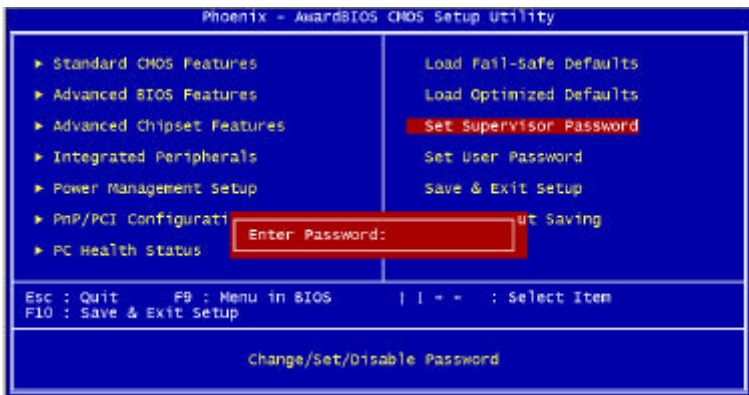 Phoenix - AwardBIOS CMOS Setup Utility
► Standard CMOS Features
► Advanced BIOS Features
► Advanced Chipset Features
► Integrated Peripherals
► Power Management Setup
► PnP/PCI Configurati
► PC Health Status
Load Fail-Safe Defaults
Load Optimized Defaults
Set Supervisor Password
Set User Password
Save & Exit Setup
ut Saving
Enter Password:
Esc : Quit F9 : Menu in BIOS : Select Item
F10 : Save & Exit Setup
Change/Set/Disable Password